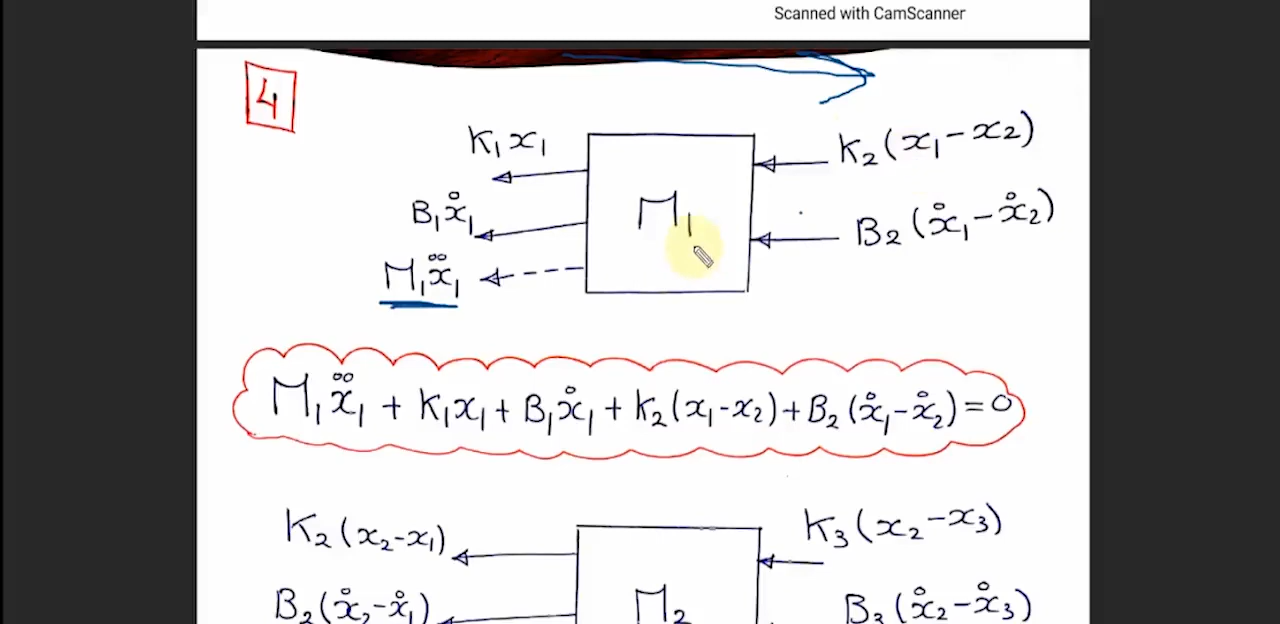 Scanned with CamScanner
4
K₁x₁
K₂(x₁-x₂)
B₁ẋ₁
M₁
B₂(ẋ₁-ẋ₂)
M₁ẍ₁
M₁ẍ₁ + K₁x₁ + B₁ẋ₁ + K₂(x₁-x₂) + B₂(ẋ₁-ẋ₂) = 0
K₂(x₂-x₁)
K₃(x₂-x₃)
B₂(ẋ₂-ẋ₁)
M₂
B₃(ẋ₂-ẋ₃)